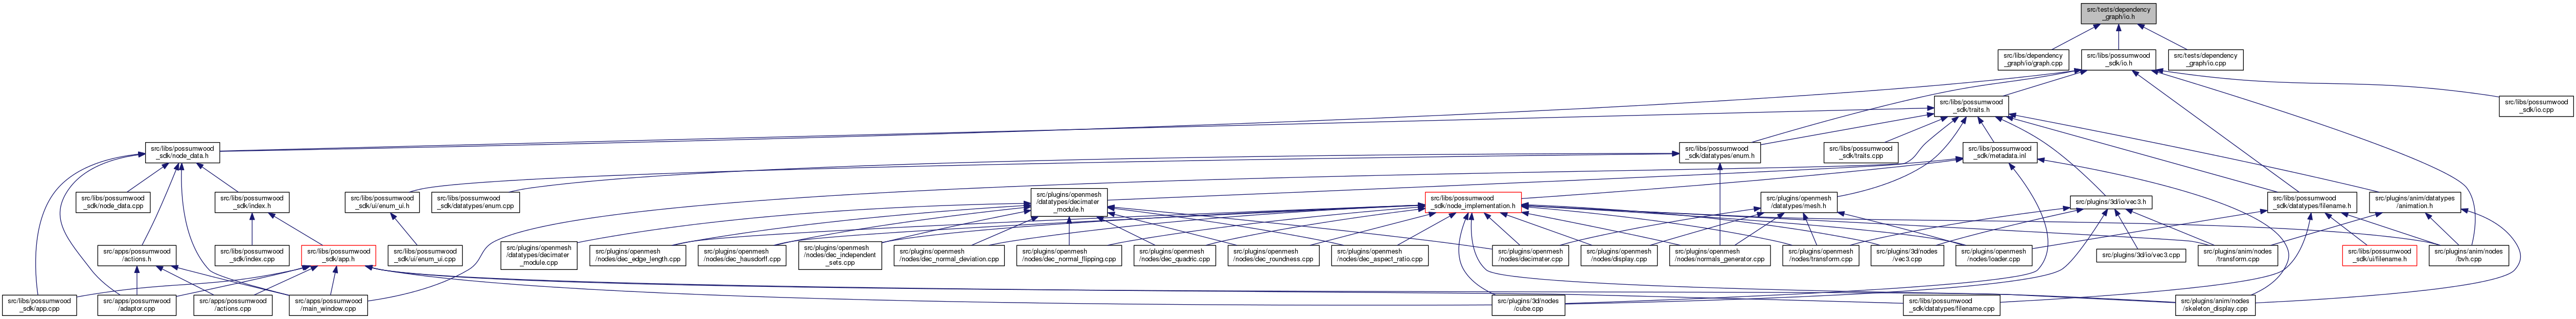 src/tests/dependency
_graph/io.h
src/libs/dependency
_graph/io/graph.cpp
src/libs/possumwood
_sdk/io.h
src/tests/dependency
_graph/io.cpp
src/libs/possumwood
_sdk/traits.h
src/libs/possumwood
_sdk/io.cpp
src/libs/possumwood
_sdk/node_data.h
src/libs/possumwood
_sdk/datatypes/enum.h
src/libs/possumwood
_sdk/traits.cpp
src/libs/possumwood
_sdk/metadata.inl
src/libs/possumwood
_sdk/node_data.cpp
src/libs/possumwood
_sdk/index.h
src/libs/possumwood
_sdk/ui/enum_ui.h
src/libs/possumwood
_sdk/datatypes/enum.cpp
src/plugins/openmesh
/datatypes/decimater
_module.h
src/libs/possumwood
_sdk/node_implementation.h
src/plugins/openmesh
/datatypes/mesh.h
src/plugins/3d/io/vec3.h
src/libs/possumwood
_sdk/datatypes/filename.h
src/plugins/anim/datatypes
/animation.h
src/apps/possumwood
/actions.h
src/libs/possumwood
_sdk/index.cpp
src/libs/possumwood
_sdk/app.h
src/libs/possumwood
_sdk/ui/enum_ui.cpp
src/plugins/openmesh
/datatypes/decimater
_module.cpp
src/plugins/openmesh
/nodes/dec_edge_length.cpp
src/plugins/openmesh
/nodes/dec_hausdorff.cpp
src/plugins/openmesh
/nodes/dec_independent
_sets.cpp
src/plugins/openmesh
/nodes/dec_normal_deviation.cpp
src/plugins/openmesh
/nodes/dec_normal_flipping.cpp
src/plugins/openmesh
/nodes/dec_quadric.cpp
src/plugins/openmesh
/nodes/dec_roundness.cpp
src/plugins/openmesh
/nodes/dec_aspect_ratio.cpp
src/plugins/openmesh
/nodes/decimater.cpp
src/plugins/openmesh
/nodes/display.cpp
src/plugins/openmesh
/nodes/normals_generator.cpp
src/plugins/openmesh
/nodes/transform.cpp
src/plugins/3d/nodes
/vec3.cpp
src/plugins/openmesh
/nodes/loader.cpp
src/plugins/3d/io/vec3.cpp
src/plugins/anim/nodes
/transform.cpp
src/libs/possumwood
_sdk/ui/filename.h
src/plugins/anim/nodes
/bvh.cpp
src/libs/possumwood
_sdk/app.cpp
src/apps/possumwood
/adaptor.cpp
src/apps/possumwood
/actions.cpp
src/apps/possumwood
/main_window.cpp
src/plugins/3d/nodes
/cube.cpp
src/libs/possumwood
_sdk/datatypes/filename.cpp
src/plugins/anim/nodes
/skeleton_display.cpp